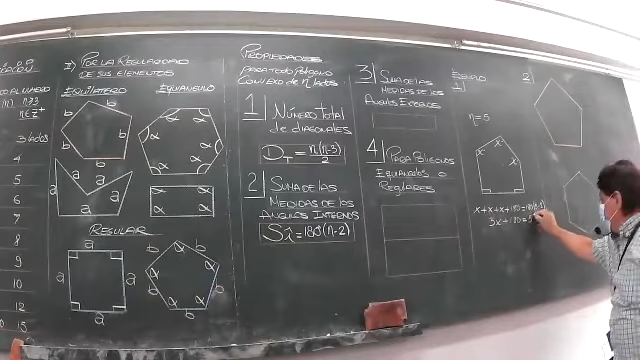 II) POR LA REGULARIDAD
DE SUS ELEMENTOS
EQUILÁTERO
EQUIÁNGULO
b
b
b
b
b
α
α
α
α
α
α
a
a
a
a
a
α
α
α
α
REGULAR
a
a
a
a
b
b
b
b
b
α
α
α
α
α
n≥3
n∈Z⁺
3 lados
4
5
6
7
8
9
10
12
15
PROPIEDADES
PARA TODO POLÍGONO
CONVEXO DE n LADOS
1 NÚMERO TOTAL
de DIAGONALES
D_T = n(n-3)/2
2 SUMA DE LAS
MEDIDAS DE LOS
ÁNGULOS INTERNOS
S∡i = 180(n-2)
3 SUMA DE LAS
MEDIDAS DE LOS
ÁNGULOS EXTERNOS
4 PARA POLÍGONOS
EQUIÁNGULOS O
REGULARES
EJEMPLO
1
n=5
x
x
x
x+x+x+180=180(5-2)
3x+180=5
2